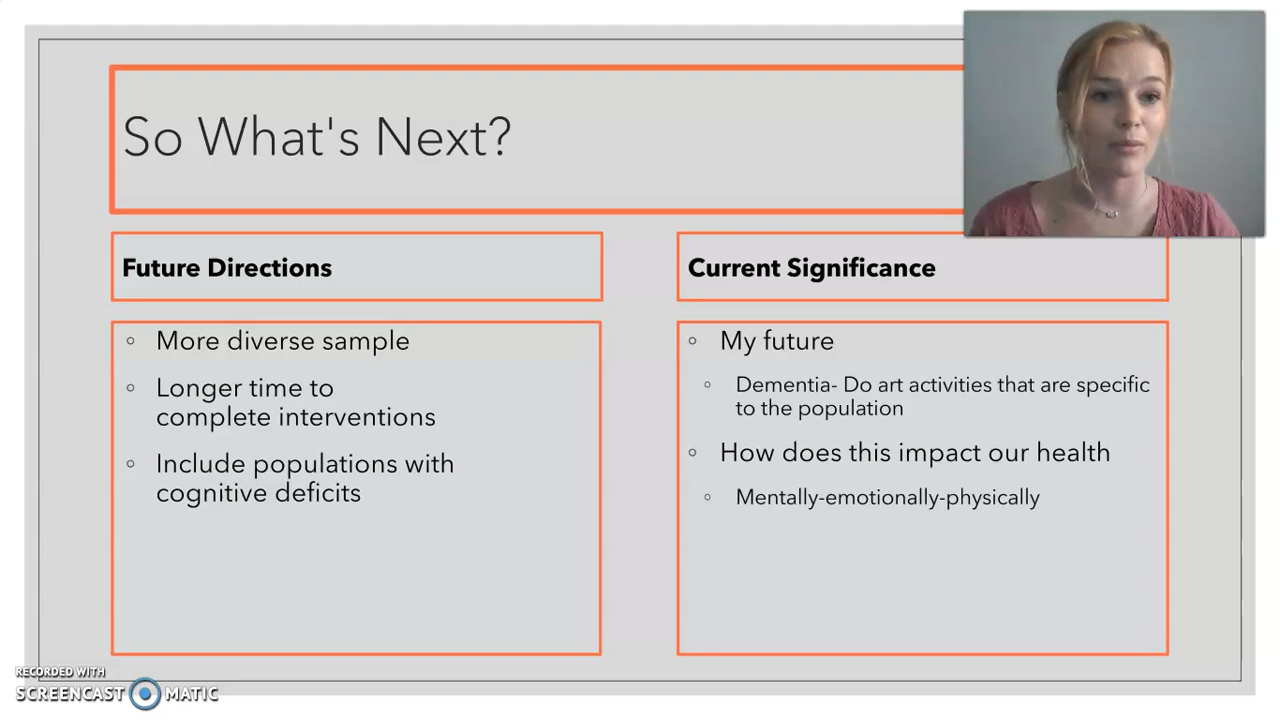 So What's Next?
Future Directions
More diverse sample
Longer time to
complete interventions
Include populations with
cognitive deficits
Current Significance
My future
Dementia- Do art activities that are specific
to the population
How does this impact our health
Mentally-emotionally-physically
RECORDED WITH
SCREENCAST MATIC